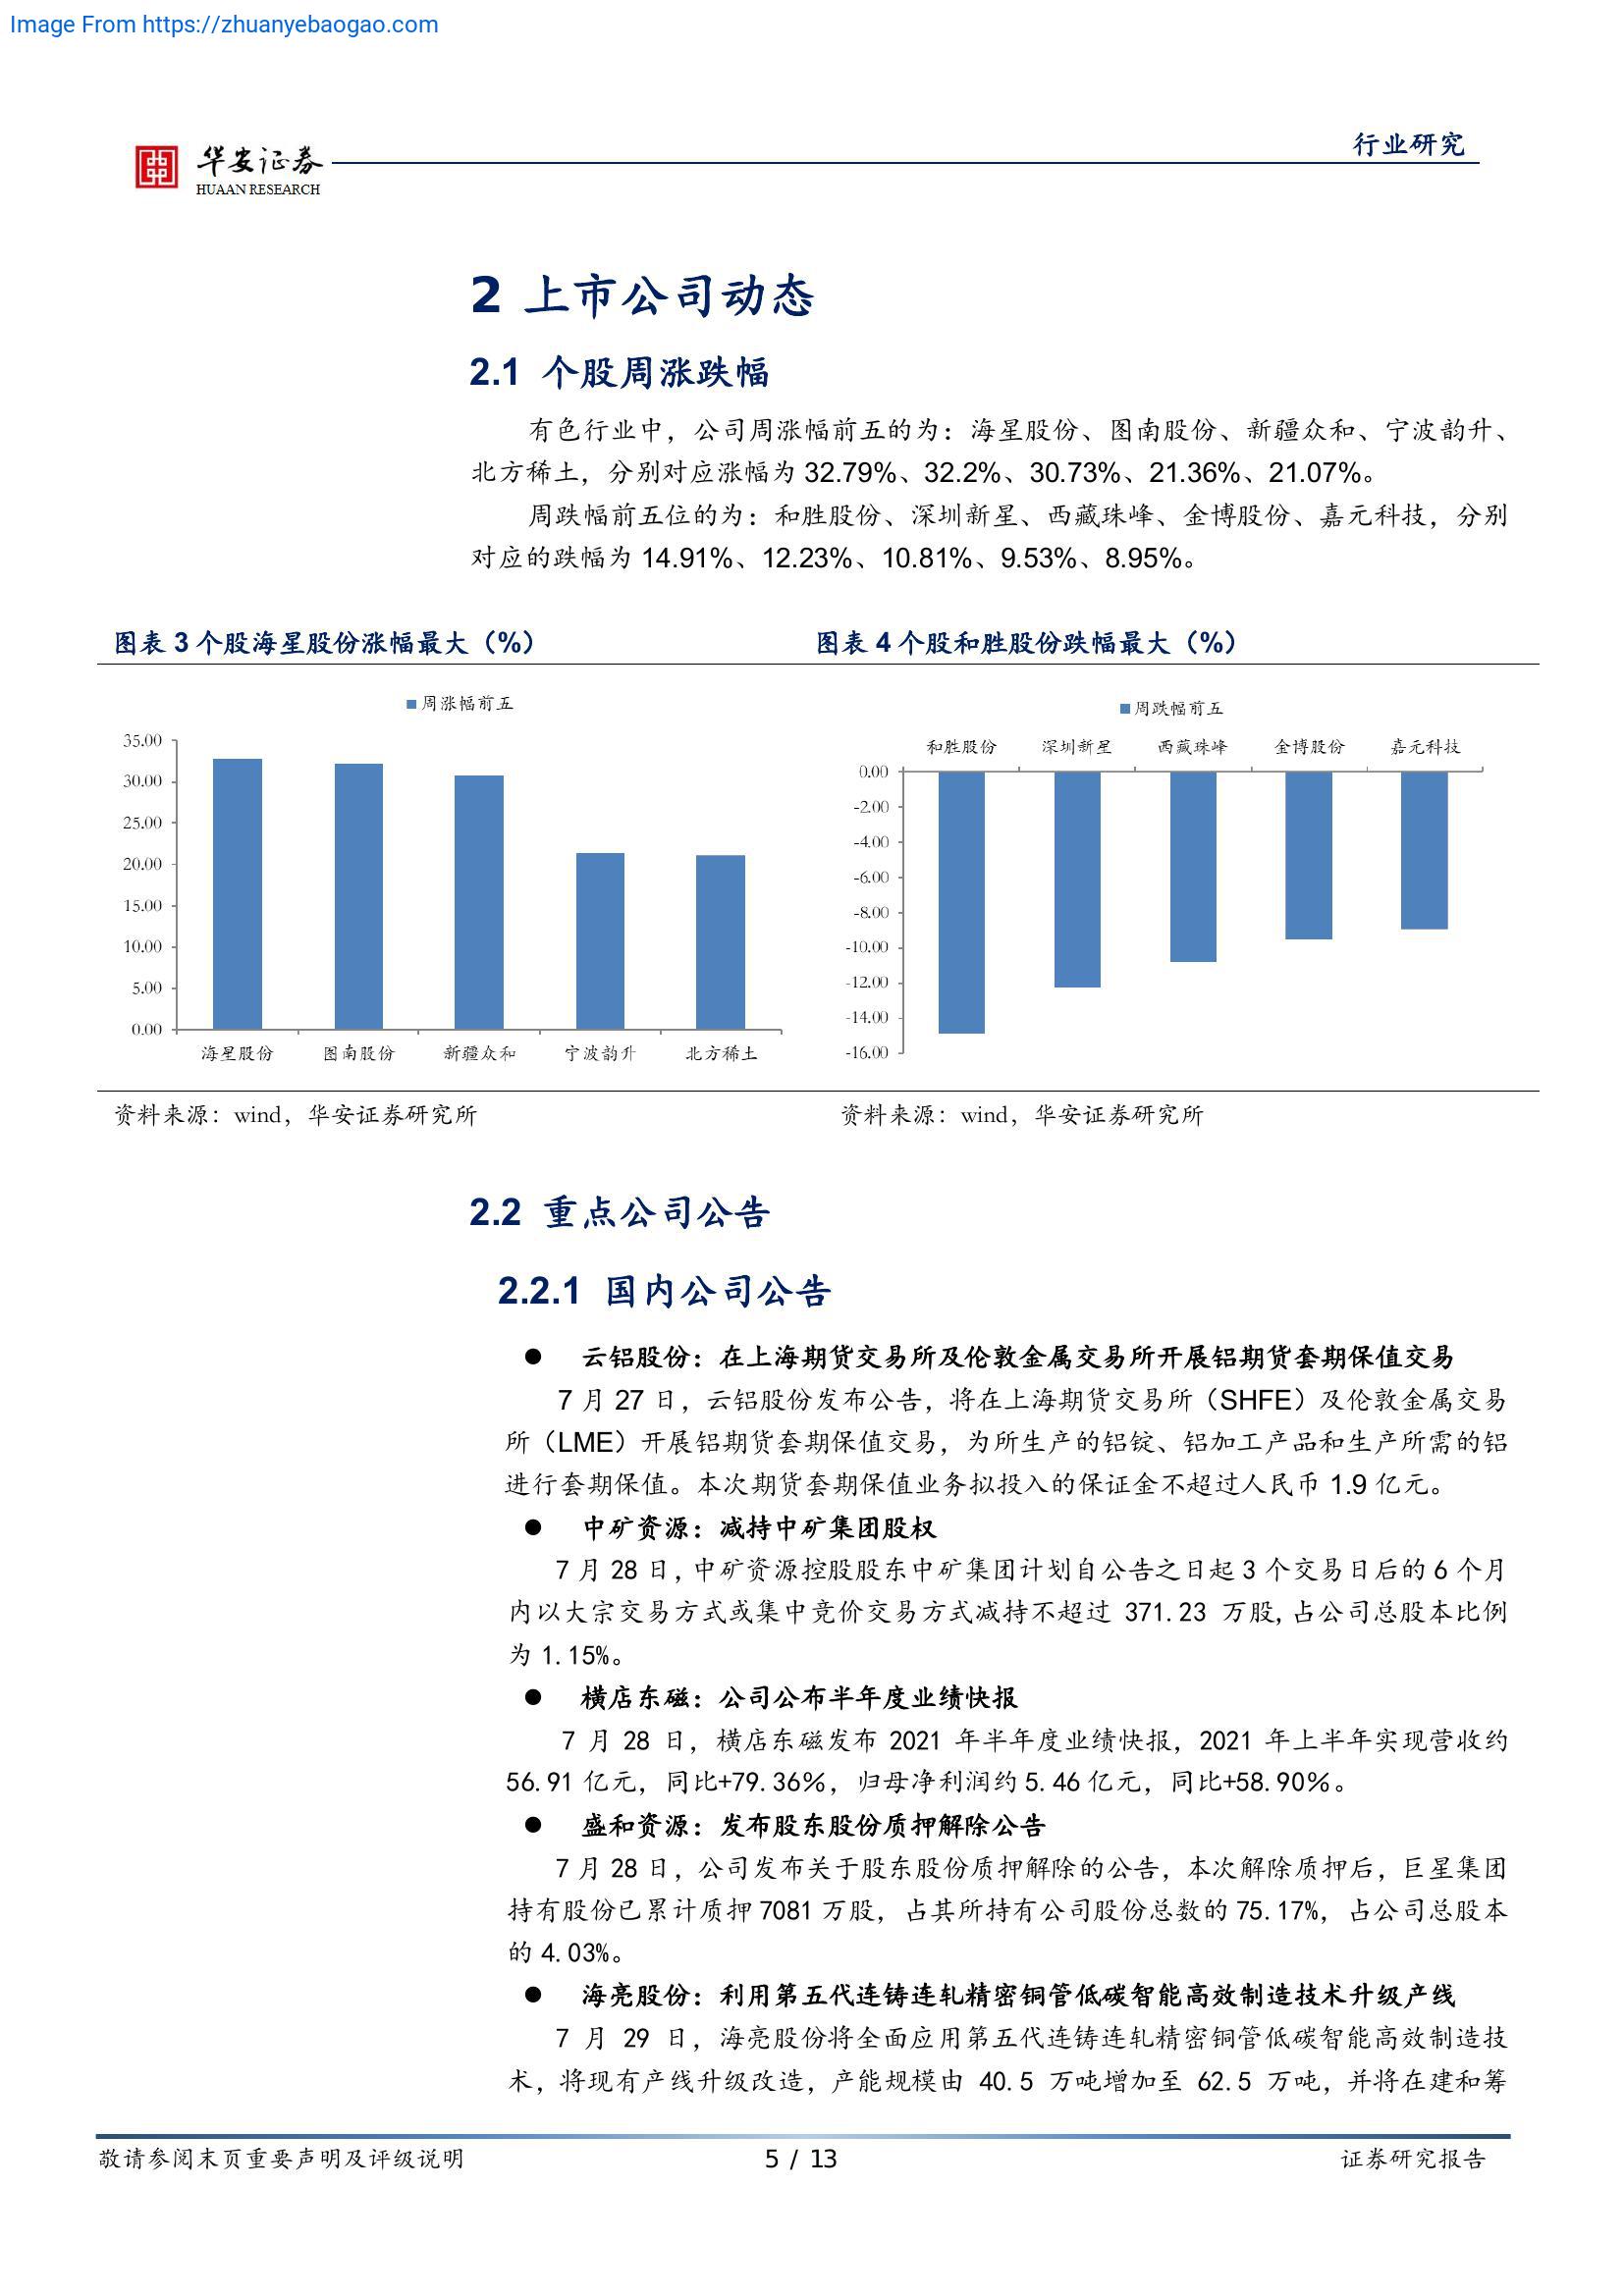 Image From https://zhuanyebaogao.com
行业研究
华安证券
HUAAN RESEARCH
2 上市公司动态
2.1 个股周涨跌幅
有色行业中，公司周涨幅前五的为：海星股份、图南股份、新疆众和、宁波韵升、
北方稀土，分别对应涨幅为 32.79%、32.2%、30.73%、21.36%、21.07%。
周跌幅前五位的为：和胜股份、深圳新星、西藏珠峰、金博股份、嘉元科技，分别
对应的跌幅为 14.91%、12.23%、10.81%、9.53%、8.95%。
图表 3 个股海星股份涨幅最大（%）
周涨幅前五
35.00
30.00
25.00
20.00
15.00
10.00
5.00
0.00
海星股份 图南股份 新疆众和 宁波韵升 北方稀土
资料来源：wind，华安证券研究所
图表 4 个股和胜股份跌幅最大（%）
周跌幅前五
和胜股份 深圳新星 西藏珠峰 金博股份 嘉元科技
0.00
-2.00
-4.00
-6.00
-8.00
-10.00
-12.00
-14.00
-16.00
资料来源：wind，华安证券研究所
2.2 重点公司公告
2.2.1 国内公司公告
● 云铝股份：在上海期货交易所及伦敦金属交易所开展铝期货套期保值交易
7 月 27 日，云铝股份发布公告，将在上海期货交易所（SHFE）及伦敦金属交易
所（LME）开展铝期货套期保值交易，为所生产的铝锭、铝加工产品和生产所需的铝
进行套期保值。本次期货套期保值业务拟投入的保证金不超过人民币 1.9 亿元。
● 中矿资源：减持中矿集团股权
7 月 28 日，中矿资源控股股东中矿集团计划自公告之日起 3 个交易日后的 6 个月
内以大宗交易方式或集中竞价交易方式减持不超过 371.23 万股，占公司总股本比例
为 1.15%。
● 横店东磁：公司公布半年度业绩快报
7 月 28 日，横店东磁发布 2021 年半年度业绩快报，2021 年上半年实现营收约
56.91 亿元，同比+79.36%，归母净利润约 5.46 亿元，同比+58.90%。
● 盛和资源：发布股东股份质押解除公告
7 月 28 日，公司发布关于股东股份质押解除的公告，本次解除质押后，巨星集团
持有股份已累计质押 7081 万股，占其所持有公司股份总数的 75.17%，占公司总股本
的 4.03%。
● 海亮股份：利用第五代连铸连轧精密铜管低碳智能高效制造技术升级产线
7 月 29 日，海亮股份将全面应用第五代连铸连轧精密铜管低碳智能高效制造技
术，将现有产线升级改造，产能规模由 40.5 万吨增加至 62.5 万吨，并将在建和筹
敬请参阅末页重要声明及评级说明
5 / 13
证券研究报告